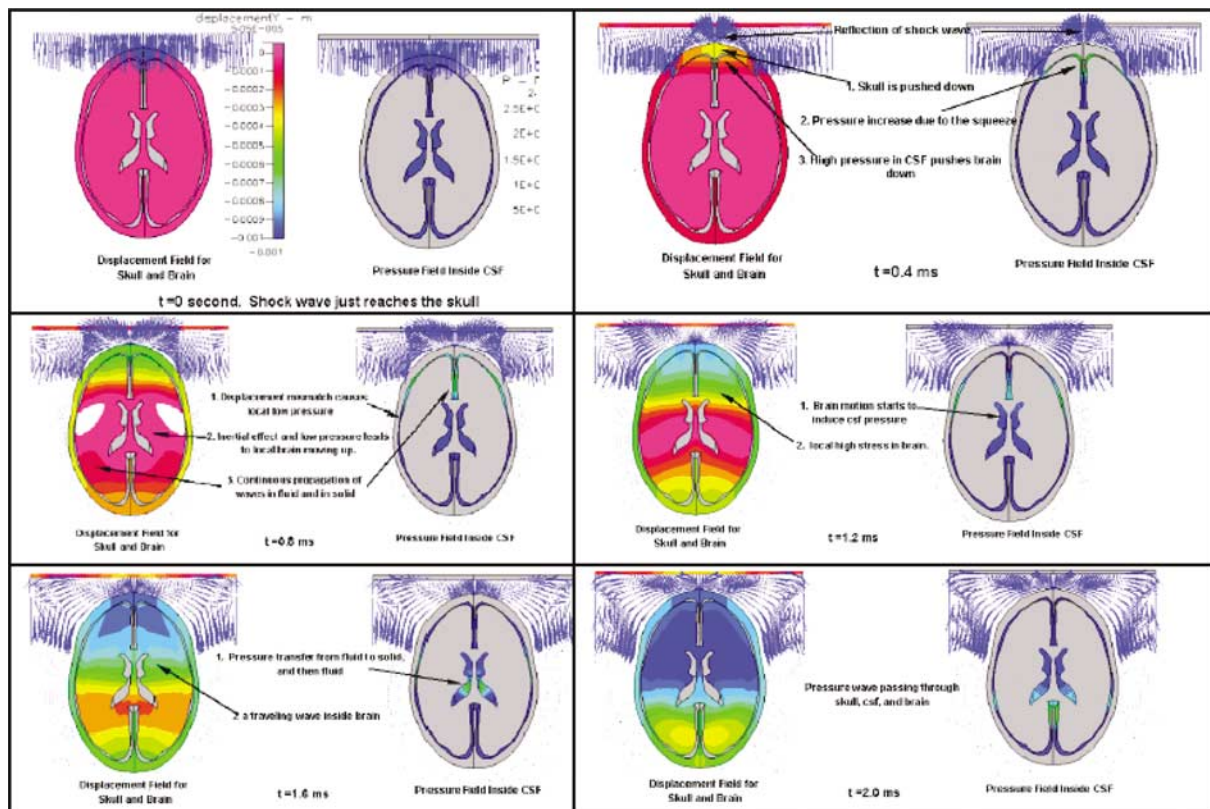 displacementY - m
5.05E-005
0
-0.0001
-0.0002
-0.0003
-0.0004
-0.0005
-0.0006
-0.0007
-0.0008
-0.0009
-0.001
-0.001
P -
2.
2.5E+0
2E+0
1.5E+0
1E+0
5E+0
Displacement Field for
Skull and Brain
Pressure Field Inside CSF
t=0 second. Shock wave just reaches the skull
Reflection of shock wave
1. Skull is pushed down
2. Pressure increase due to the squeeze
3. High pressure in CSF pushes brain
down
Displacement Field for
Skull and Brain
t=0.4 ms
Pressure Field Inside CSF
1. Displacement mismatch causes
local low pressure
2. Inertial effect and low pressure leads
to local brain moving up.
3. Continuous propagation of
waves in fluid and in solid
Displacement Field for
Skull and Brain
t=0.8 ms
Pressure Field Inside CSF
1. Brain motion starts to
induce csf pressure
2. local high stress in brain.
Displacement Field for
Skull and Brain
t=1.2 ms
Pressure Field Inside CSF
1. Pressure transfer from fluid to solid,
and then fluid
2 a traveling wave inside brain
Displacement Field for
Skull and Brain
t=1.6 ms
Pressure Field Inside CSF
Pressure wave passing through
skull, csf, and brain
Displacement Field for
Skull and Brain
t=2.0 ms
Pressure Field Inside CSF